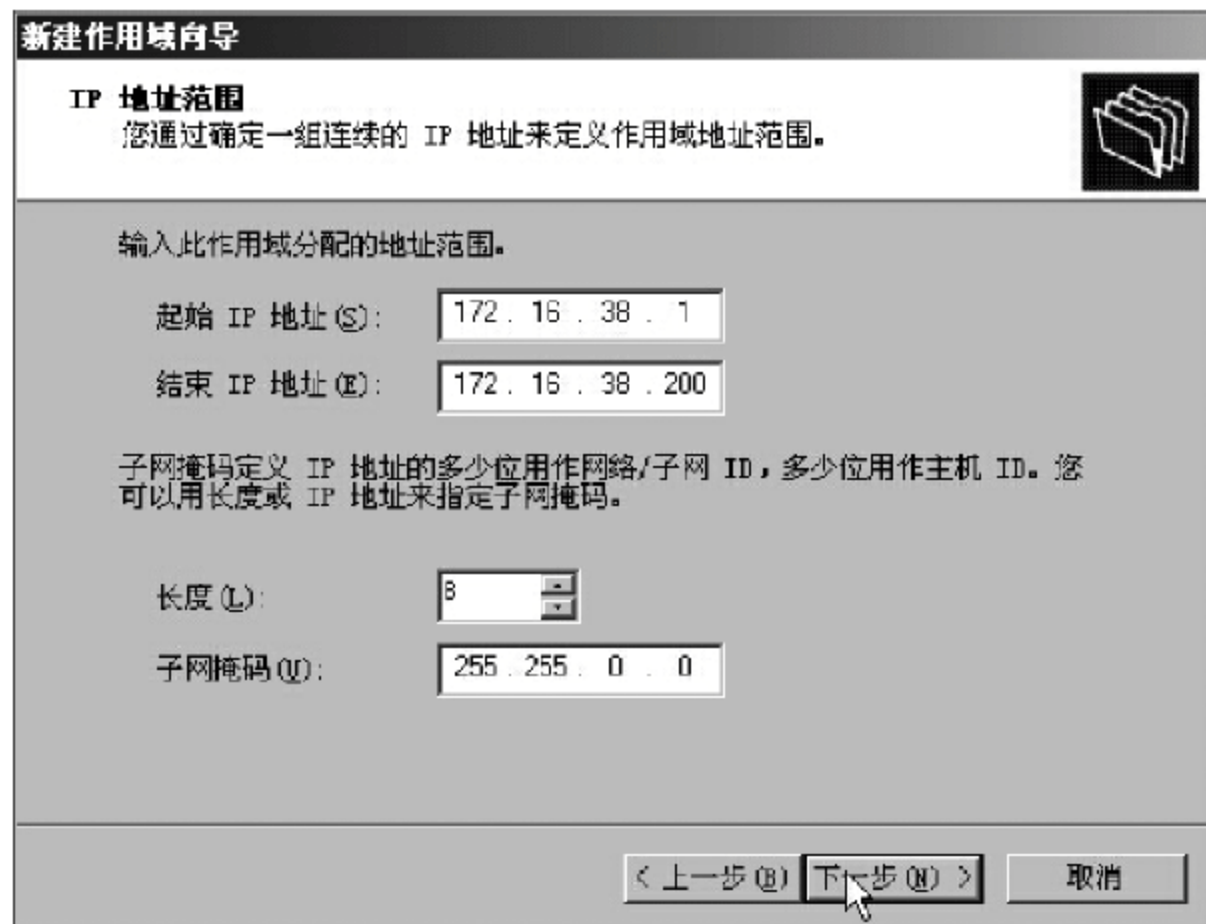 新建作用域向导
IP 地址范围
您通过确定一组连续的 IP 地址来定义作用域地址范围。
输入此作用域分配的地址范围。
起始 IP 地址(S): 172 . 16 . 38 . 1
结束 IP 地址(E): 172 . 16 . 38 . 200
子网掩码定义 IP 地址的多少位用作网络/子网 ID，多少位用作主机 ID。您
可以用长度或 IP 地址来指定子网掩码。
长度(L): 8
子网掩码(U): 255 . 255 . 0 . 0
< 上一步(B) 下一步(N) > 取消